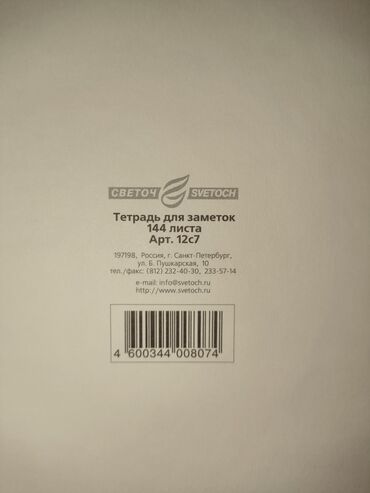 СВЕТОЧ SVETOCH
Тетрадь для заметок
144 листа
Арт. 12с7
197198, Россия, г. Санкт-Петербург,
ул. Б. Пушкарская, 10
тел./факс: (812) 232-40-30, 233-57-14
e-mail: info@svetoch.ru
http://www.svetoch.ru
4 600344 008074